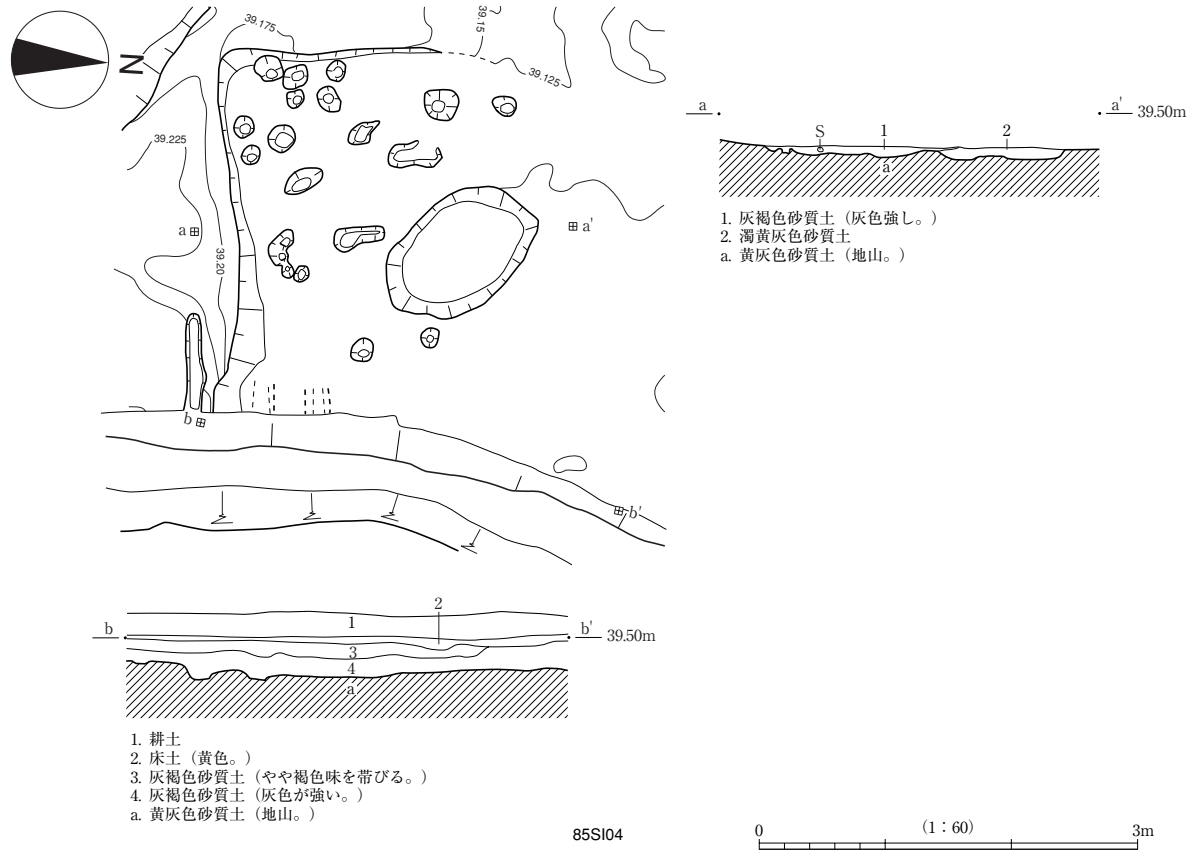 N
39.175
39.15
39.125
39.225
39.20
a
a'
b
b'
a
a' 39.50m
S 1 2
a
1. 灰褐色砂質土（灰色強し。）
2. 濁黄灰色砂質土
a. 黄灰色砂質土（地山。）
2
1
b
b' 39.50m
3
4
a
1. 耕土
2. 床土（黄色。）
3. 灰褐色砂質土（やや褐色味を帯びる。）
4. 灰褐色砂質土（灰色が強い。）
a. 黄灰色砂質土（地山。）
85SI04
0 （1：60） 3m